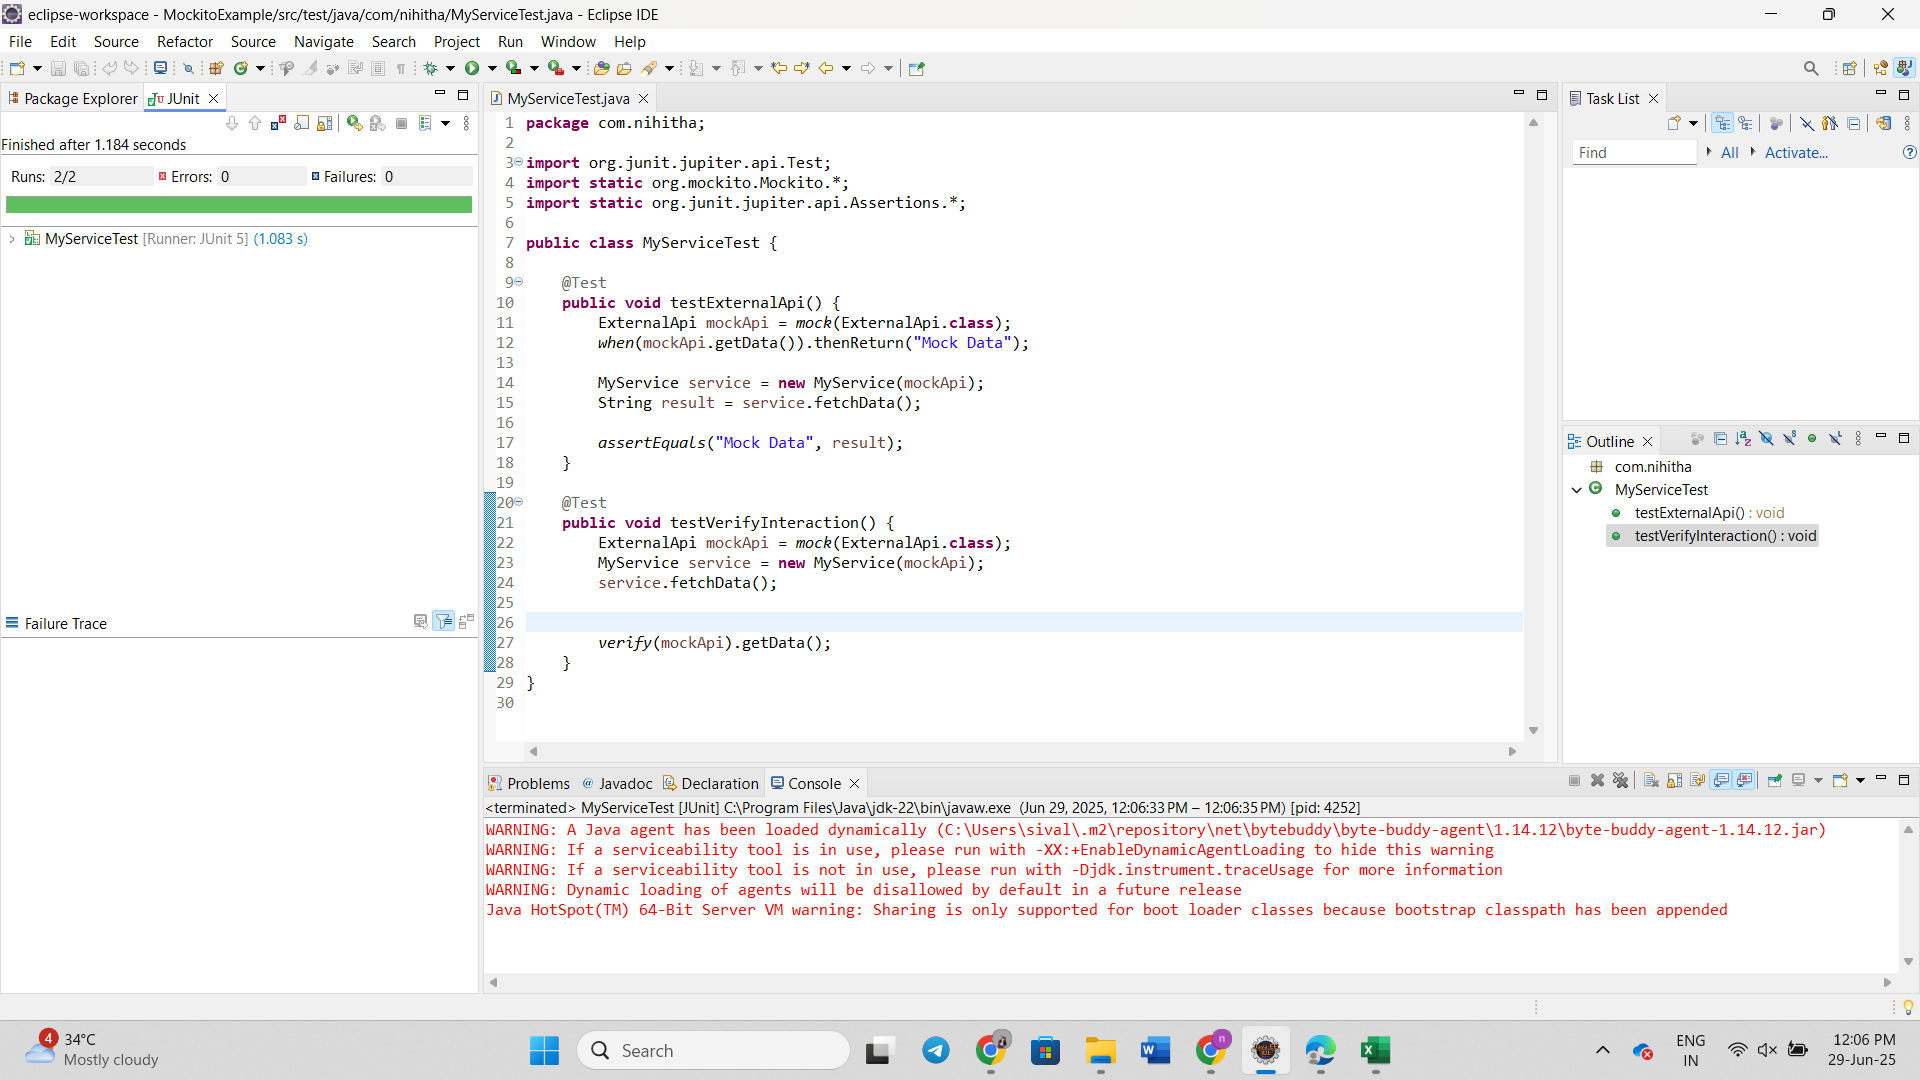 eclipse-workspace - MockitoExample/src/test/java/com/nihitha/MyServiceTest.java - Eclipse IDE
File Edit Source Refactor Source Navigate Search Project Run Window Help
Package Explorer JUnit
Finished after 1.184 seconds
Runs: 2/2 Errors: 0 Failures: 0
MyServiceTest [Runner: JUnit 5] (1.083 s)
Failure Trace
MyServiceTest.java
1 package com.nihitha;
2
3 import org.junit.jupiter.api.Test;
4 import static org.mockito.Mockito.*;
5 import static org.junit.jupiter.api.Assertions.*;
6
7 public class MyServiceTest {
8
9     @Test
10     public void testExternalApi() {
11         ExternalApi mockApi = mock(ExternalApi.class);
12         when(mockApi.getData()).thenReturn("Mock Data");
13
14         MyService service = new MyService(mockApi);
15         String result = service.fetchData();
16
17         assertEquals("Mock Data", result);
18     }
19
20     @Test
21     public void testVerifyInteraction() {
22         ExternalApi mockApi = mock(ExternalApi.class);
23         MyService service = new MyService(mockApi);
24         service.fetchData();
25
26
27         verify(mockApi).getData();
28     }
29 }
30
Task List
Find All Activate...
Outline
com.nihitha
MyServiceTest
testExternalApi() : void
testVerifyInteraction() : void
Problems Javadoc Declaration Console
<terminated> MyServiceTest [JUnit] C:\Program Files\Java\jdk-22\bin\javaw.exe (Jun 29, 2025, 12:06:33 PM – 12:06:35 PM) [pid: 4252]
WARNING: A Java agent has been loaded dynamically (C:\Users\sival\.m2\repository\net\bytebuddy\byte-buddy-agent\1.14.12\byte-buddy-agent-1.14.12.jar)
WARNING: If a serviceability tool is in use, please run with -XX:+EnableDynamicAgentLoading to hide this warning
WARNING: If a serviceability tool is not in use, please run with -Djdk.instrument.traceUsage for more information
WARNING: Dynamic loading of agents will be disallowed by default in a future release
Java HotSpot(TM) 64-Bit Server VM warning: Sharing is only supported for boot loader classes because bootstrap classpath has been appended
4
34°C
Mostly cloudy
Search
ENG
IN
12:06 PM
29-Jun-25